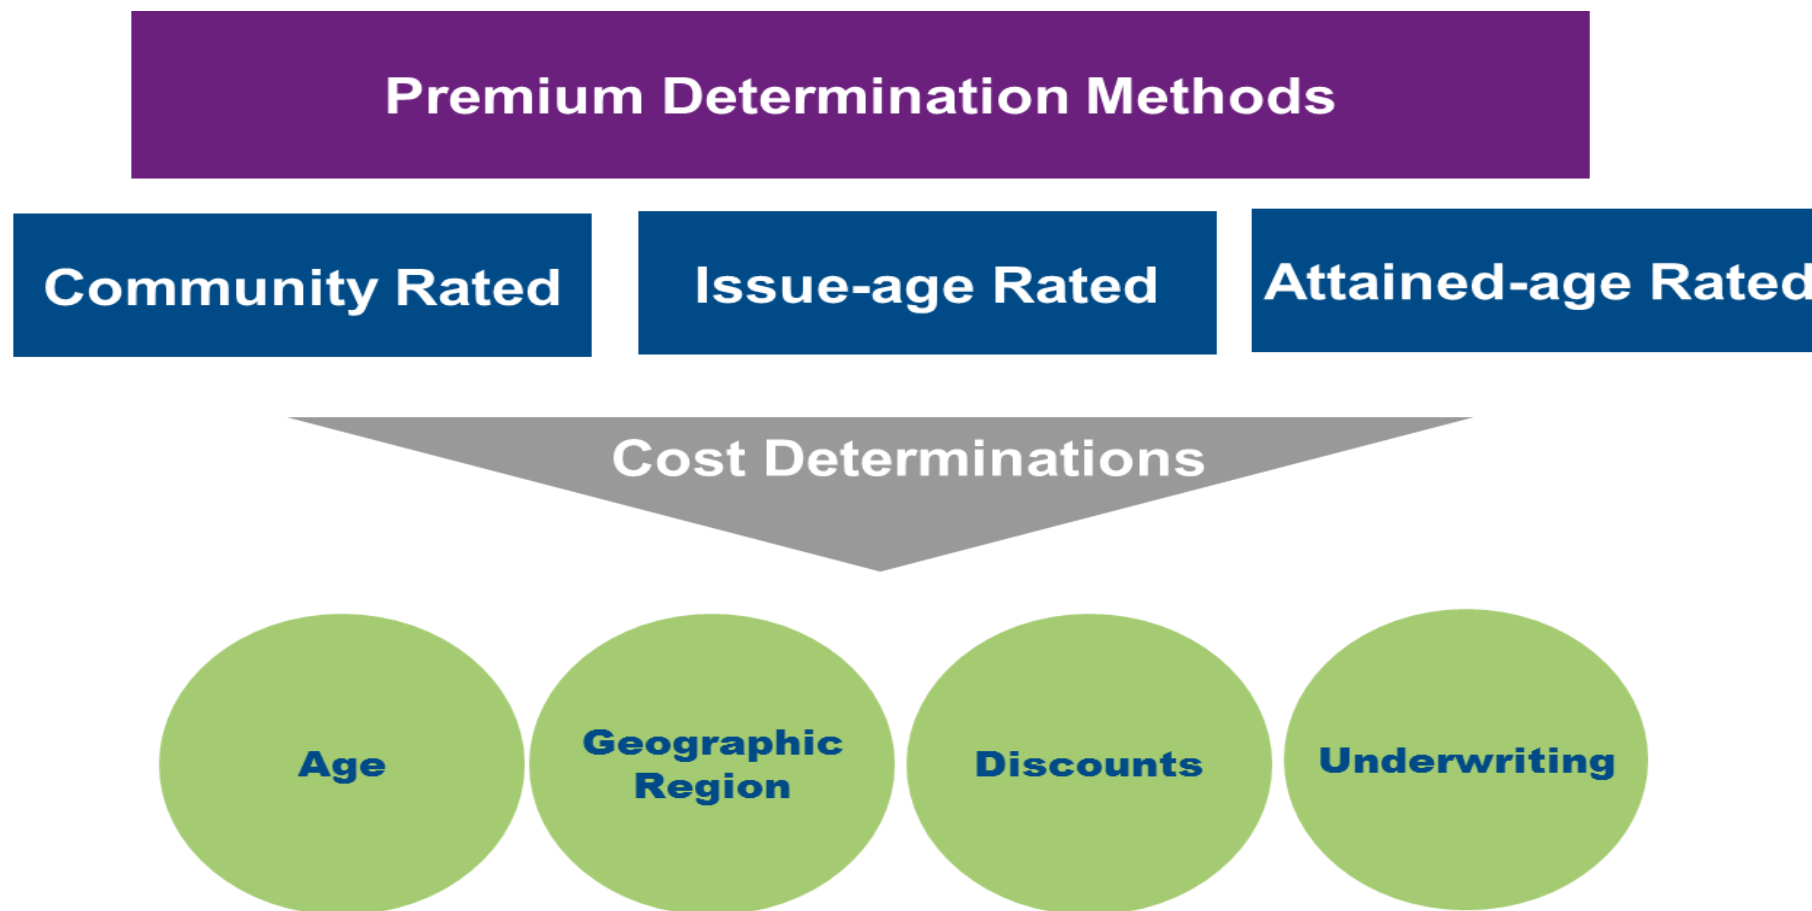 Premium Determination Methods
Community Rated
Issue-age Rated
Attained-age Rated
Cost Determinations
Age
Geographic
Region
Discounts
Underwriting